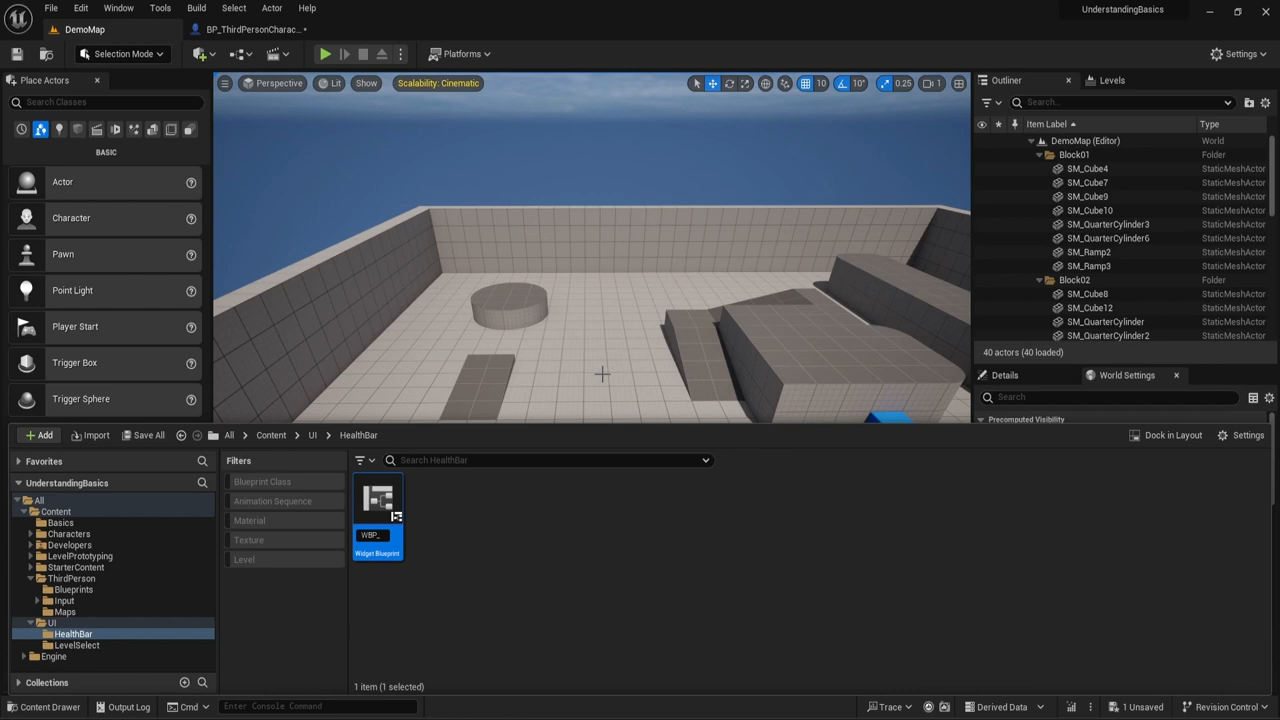 File Edit Window Tools Build Select Actor Help
UnderstandingBasics
DemoMap
BP_ThirdPersonCharac...•
Selection Mode
Platforms
Settings
Place Actors
Search Classes
BASIC
Actor
Character
Pawn
Point Light
Player Start
Trigger Box
Trigger Sphere
Perspective
Lit
Show
Scalability: Cinematic
10
10°
0.25
1
Outliner
Levels
Search...
Item Label
Type
DemoMap (Editor) World
Block01 Folder
SM_Cube4 StaticMeshActor
SM_Cube7 StaticMeshActor
SM_Cube9 StaticMeshActor
SM_Cube10 StaticMeshActor
SM_QuarterCylinder3 StaticMeshActor
SM_QuarterCylinder6 StaticMeshActor
SM_Ramp2 StaticMeshActor
SM_Ramp3 StaticMeshActor
Block02 Folder
SM_Cube8 StaticMeshActor
SM_Cube12 StaticMeshActor
SM_QuarterCylinder StaticMeshActor
SM_QuarterCylinder2 StaticMeshActor
40 actors (40 loaded)
Details
World Settings
Search
Precomputed Visibility
Add
Import
Save All
All
Content
UI
HealthBar
Dock in Layout
Settings
Favorites
UnderstandingBasics
All
Content
Basics
Characters
Developers
LevelPrototyping
StarterContent
ThirdPerson
Blueprints
Input
Maps
UI
HealthBar
LevelSelect
Engine
Collections
Filters
Blueprint Class
Animation Sequence
Material
Texture
Level
Search HealthBar
WBP_
Widget Blueprint
1 item (1 selected)
Content Drawer
Output Log
Cmd
Enter Console Command
Trace
Derived Data
1 Unsaved
Revision Control